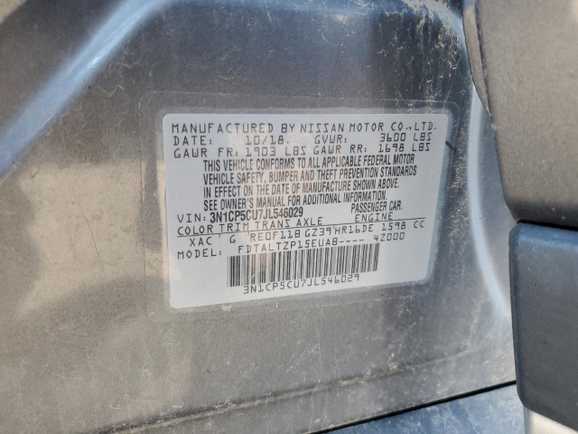 MANUFACTURED BY NISSAN MOTOR CO., LTD.
DATE: 10/18. GVWR: 3600 LBS
GAWR FR: 1903 LBS GAWR RR: 1698 LBS
THIS VEHICLE CONFORMS TO ALL APPLICABLE FEDERAL MOTOR
VEHICLE SAFETY, BUMPER, AND THEFT PREVENTION STANDARDS
IN EFFECT ON THE DATE OF MANUFACTURE SHOWN ABOVE.
SEE OWNER'S MANUAL FOR ADDITIONAL INFORMATION.
VIN: 3N1CP5CU7JL546029 PASSENGER CAR.
COLOR TRIM TRANS AXLE ENGINE
XAC G RE0F11B GZ39 HR16DE 1598 CC
MODEL: FDTALTZP15EUAB---- 42000
3N1CP5CU7JL546029